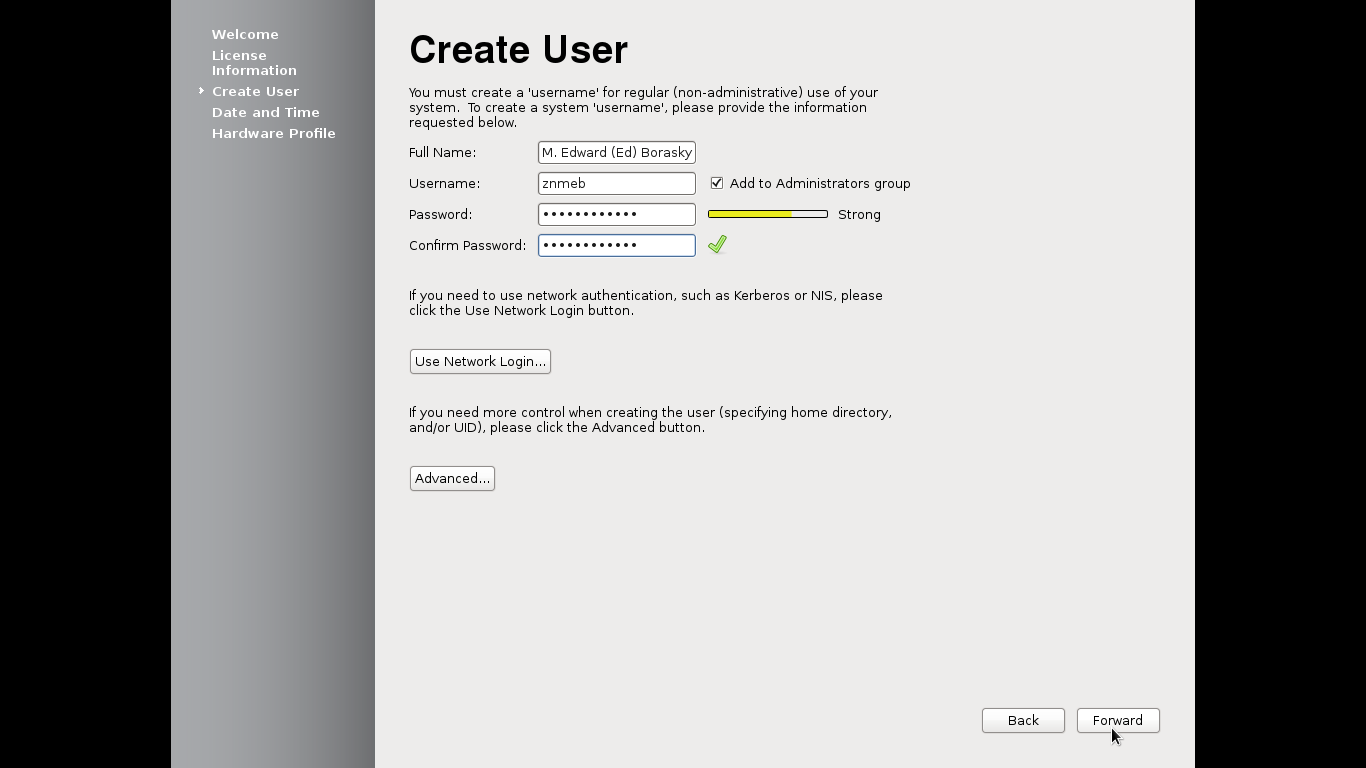 Welcome
License
Information
Create User
Date and Time
Hardware Profile
Create User
You must create a 'username' for regular (non-administrative) use of your
system.  To create a system 'username', please provide the information
requested below.
Full Name: M. Edward (Ed) Borasky
Username: znmeb Add to Administrators group
Password: •••••••••••• Strong
Confirm Password: ••••••••••••
If you need to use network authentication, such as Kerberos or NIS, please
click the Use Network Login button.
Use Network Login...
If you need more control when creating the user (specifying home directory,
and/or UID), please click the Advanced button.
Advanced...
Back Forward